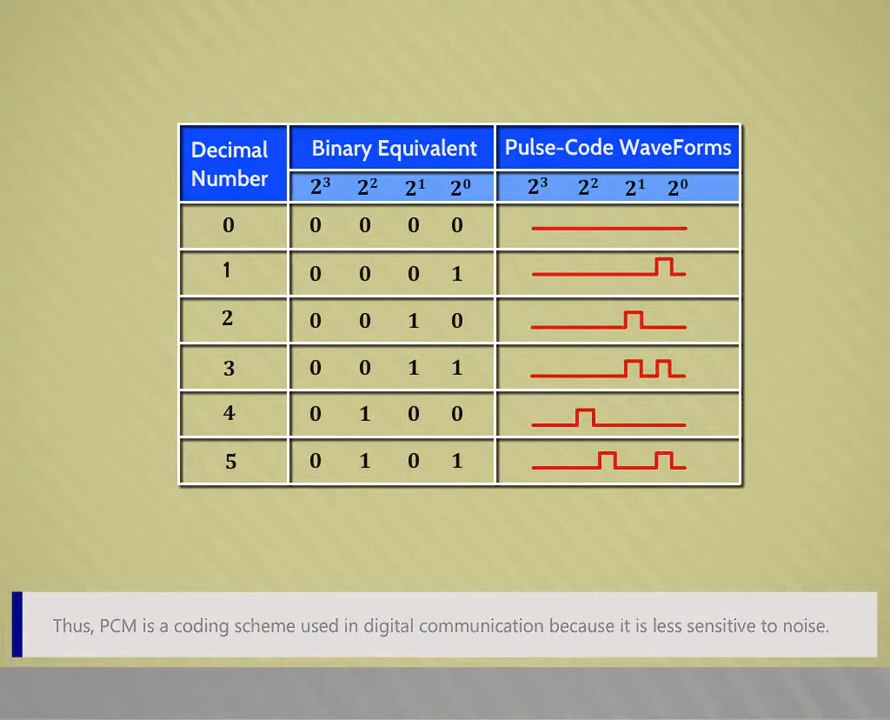 Decimal Number Binary Equivalent Pulse-Code WaveForms
2³ 2² 2¹ 2⁰ 2³ 2² 2¹ 2⁰
0 0 0 0 0
1 0 0 0 1
2 0 0 1 0
3 0 0 1 1
4 0 1 0 0
5 0 1 0 1
Thus, PCM is a coding scheme used in digital communication because it is less sensitive to noise.